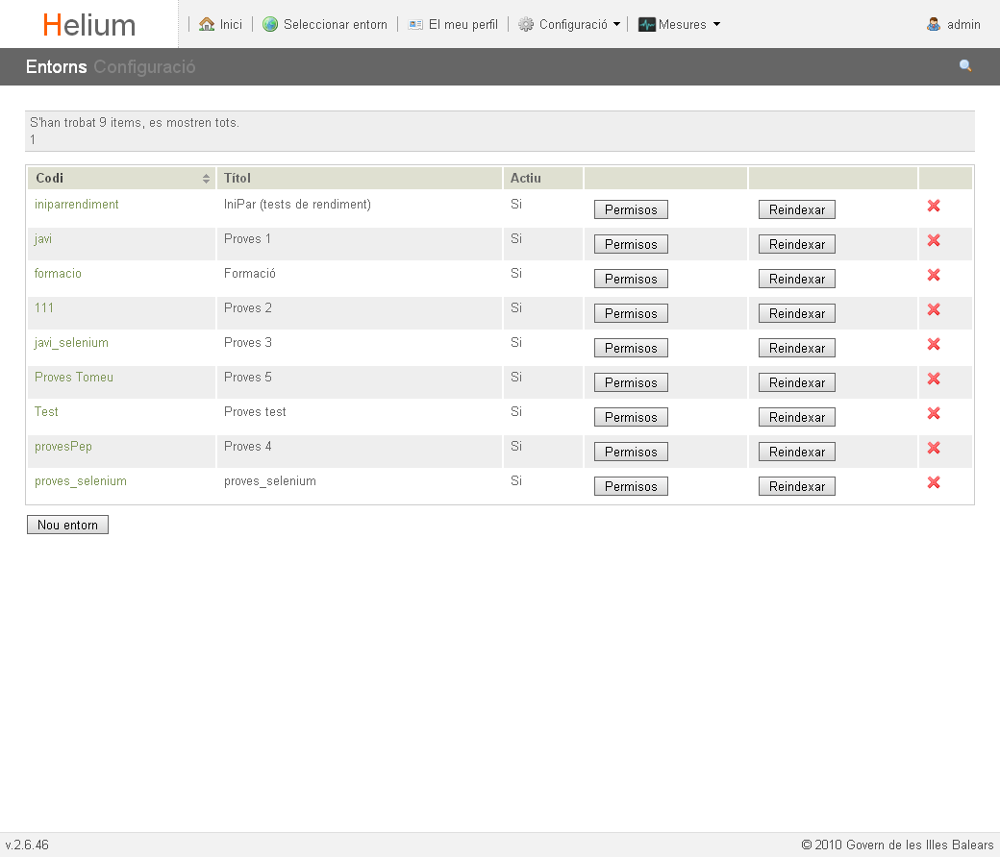 Helium Inici Seleccionar entorn El meu perfil Configuració Mesures admin
Entorns Configuració
S'han trobat 9 items, es mostren tots.
1
Codi Títol Actiu
iniparrendiment IniPar (tests de rendiment) Si Permisos Reindexar
javi Proves 1 Si Permisos Reindexar
formacio Formació Si Permisos Reindexar
111 Proves 2 Si Permisos Reindexar
javi_selenium Proves 3 Si Permisos Reindexar
Proves Tomeu Proves 5 Si Permisos Reindexar
Test Proves test Si Permisos Reindexar
provesPep Proves 4 Si Permisos Reindexar
proves_selenium proves_selenium Si Permisos Reindexar
Nou entorn
v.2.6.46 © 2010 Govern de les Illes Balears